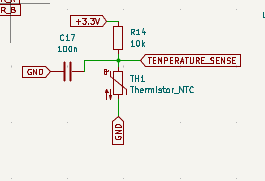 R_B
+3.3V
R14
10k
C17
100n
GND
TEMPERATURE_SENSE
TH1
Thermistor_NTC
GND